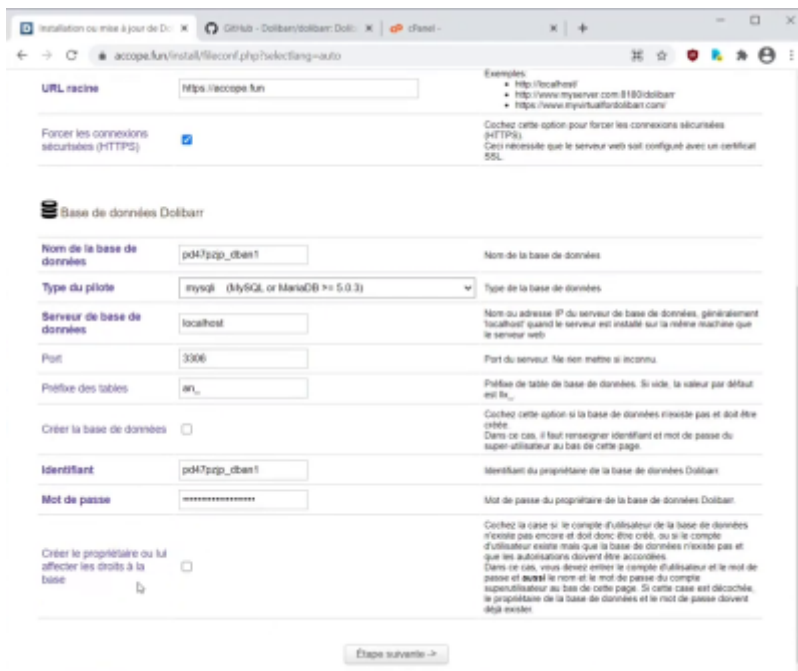 Installation ou mise à jour de Do
GitHub - Dolibarr/dolibarr: Doli
cPanel -
accope.fun/install/fileconf.php?selectlang=auto
URL racine
https://accope.fun
Exemples:
http://localhost/
http://www.myserver.com:8180/dolibarr
https://www.myvirtualfordolibarr.com/
Forcer les connexions
sécurisées (HTTPS)
Cochez cette option pour forcer les connexions sécurisées
(HTTPS).
Ceci nécessite que le serveur web soit configuré avec un certificat
SSL.
Base de données Dolibarr
Nom de la base de
données
pd47pzjp_dban1
Nom de la base de données
Type du pilote
mysqli (MySQL or MariaDB >= 5.0.3)
Type de la base de données
Serveur de base de
données
localhost
Nom ou adresse IP du serveur de base de données, généralement
'localhost' quand le serveur est installé sur la même machine que
le serveur web
Port
3306
Port du serveur. Ne rien mettre si inconnu.
Préfixe des tables
an_
Préfixe de table de base de données. Si vide, la valeur par défaut
est llx_.
Créer la base de données
Cochez cette option si la base de données n'existe pas et doit être
créée.
Dans ce cas, il faut renseigner identifiant et mot de passe du
super-utilisateur au bas de cette page.
Identifiant
pd47pzjp_dban1
Identifiant du propriétaire de la base de données Dolibarr.
Mot de passe
Mot de passe du propriétaire de la base de données Dolibarr.
Créer le propriétaire ou lui
affecter les droits à la
base
Cochez la case si: le compte d'utilisateur de la base de données
n'existe pas encore et doit donc être créé, ou si le compte
d'utilisateur existe mais que la base de données n'existe pas et
que les autorisations doivent être accordées.
Dans ce cas, vous devez entrer le compte d'utilisateur et le mot de
passe et aussi le nom et le mot de passe du compte
superutilisateur au bas de cette page. Si cette case est décochée,
le propriétaire de la base de données et le mot de passe doivent
déjà exister.
Étape suivante ->